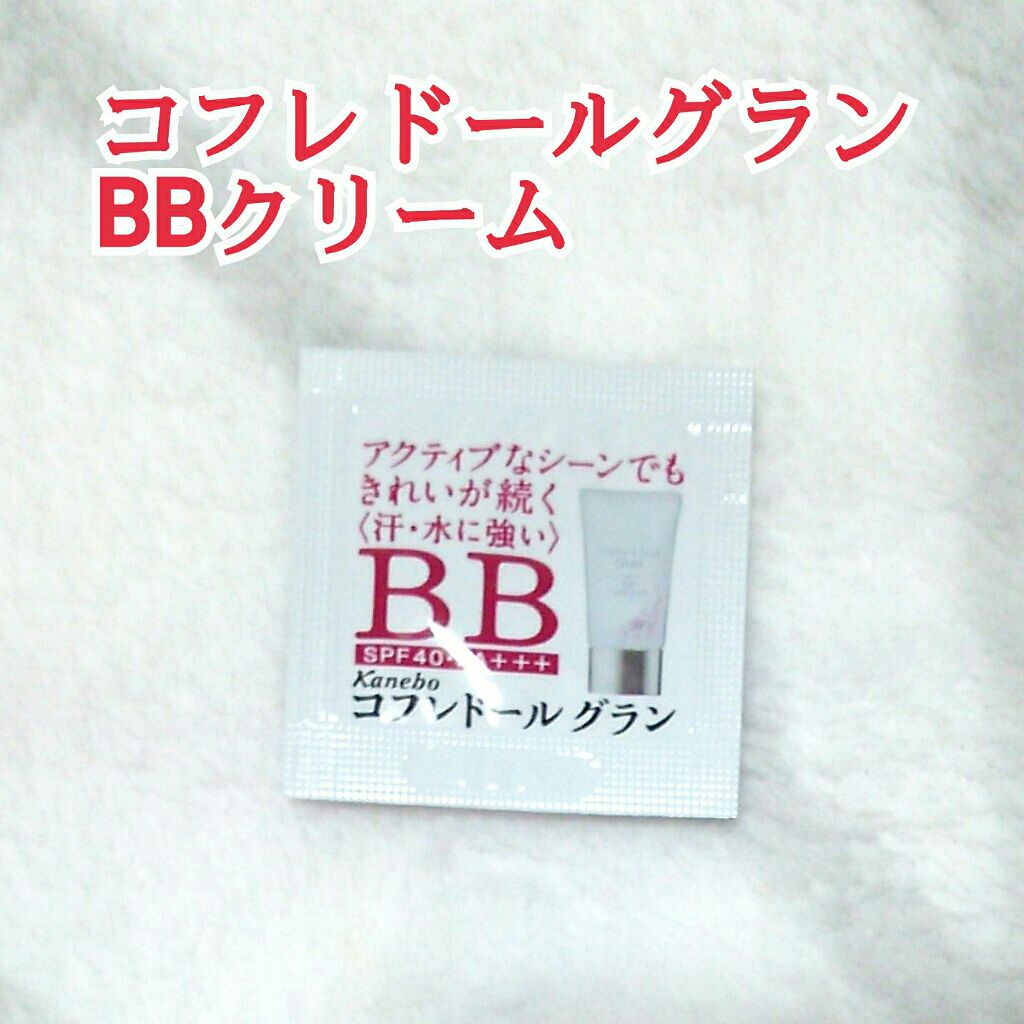 コフレドールグラン
BBクリーム
アクティブなシーンでも
きれいが続く
〈汗・水に強い〉
BB
SPF40・PA+++
Kanebo
コフレドール グラン